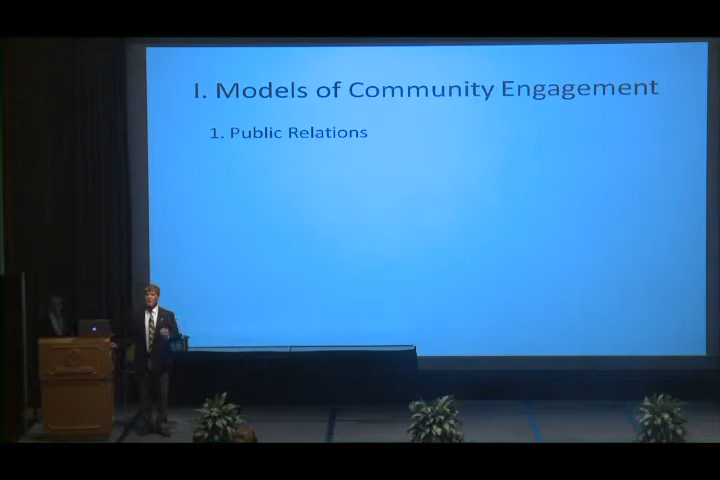 I. Models of Community Engagement
1. Public Relations